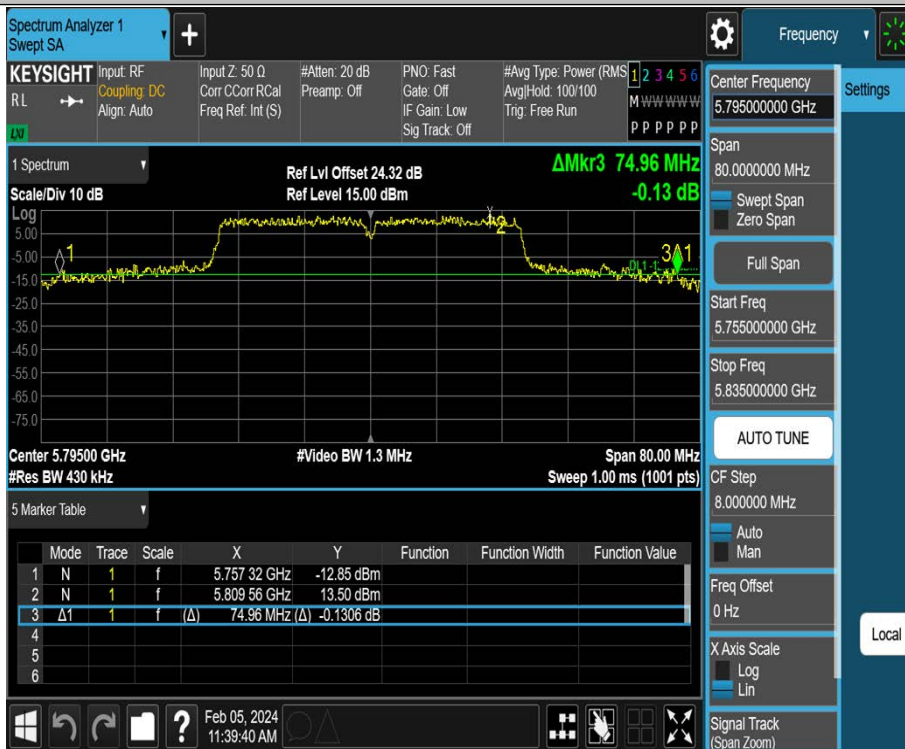 Spectrum Analyzer 1
Swept SA
+
Frequency
KEYSIGHT
RL
LXI
Input: RF
Coupling: DC
Align: Auto
Input Z: 50 Ω
Corr CCorr RCal
Freq Ref: Int (S)
#Atten: 20 dB
Preamp: Off
PNO: Fast
Gate: Off
IF Gain: Low
Sig Track: Off
#Avg Type: Power (RMS
Avg|Hold: 100/100
Trig: Free Run
1 2 3 4 5 6
M W W W W W
P P P P P P
Center Frequency
5.795000000 GHz
Settings
Span
80.0000000 MHz
Swept Span
Zero Span
Full Span
Start Freq
5.755000000 GHz
Stop Freq
5.835000000 GHz
AUTO TUNE
CF Step
8.000000 MHz
Auto
Man
Freq Offset
0 Hz
X Axis Scale
Log
Lin
Signal Track
(Span Zoom)
Local
1 Spectrum
Scale/Div 10 dB
Ref Lvl Offset 24.32 dB
Ref Level 15.00 dBm
ΔMkr3 74.96 MHz
-0.13 dB
Log
5.00
-5.00
-15.0
-25.0
-35.0
-45.0
-55.0
-65.0
-75.0
1
2
3Δ1
Center 5.79500 GHz
#Video BW 1.3 MHz
Span 80.00 MHz
#Res BW 430 kHz
Sweep 1.00 ms (1001 pts)
5 Marker Table
Mode Trace Scale X Y Function Function Width Function Value
1 N 1 f 5.757 32 GHz -12.85 dBm
2 N 1 f 5.809 56 GHz 13.50 dBm
3 Δ1 1 f (Δ) 74.96 MHz (Δ) -0.1306 dB
4
5
6
?
Feb 05, 2024
11:39:40 AM